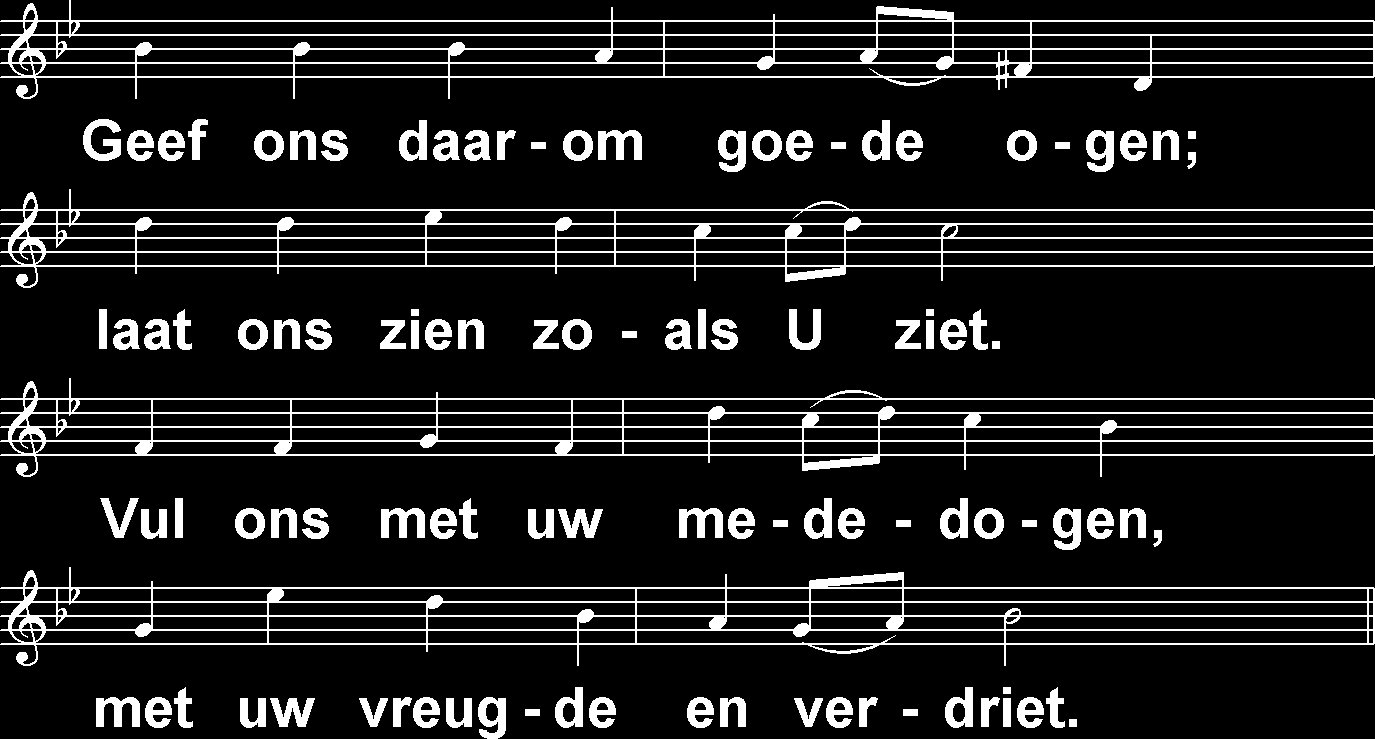 Geef ons daar - om goe - de o - gen;
laat ons zien zo - als U ziet.
Vul ons met uw me - de - do - gen,
met uw vreug - de en ver - driet.